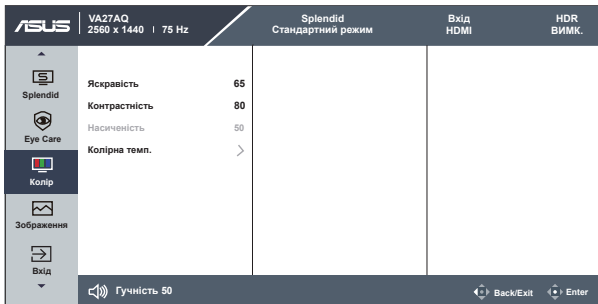 ASUS
VA27AQ
2560 x 1440 | 75 Hz
Splendid
Стандартний режим
Вхід
HDMI
HDR
ВИМК.
Splendid
Eye Care
Колір
Зображення
Вхід
Яскравість 65
Контрастність 80
Насиченість 50
Колірна темп.
Гучність 50
Back/Exit
Enter